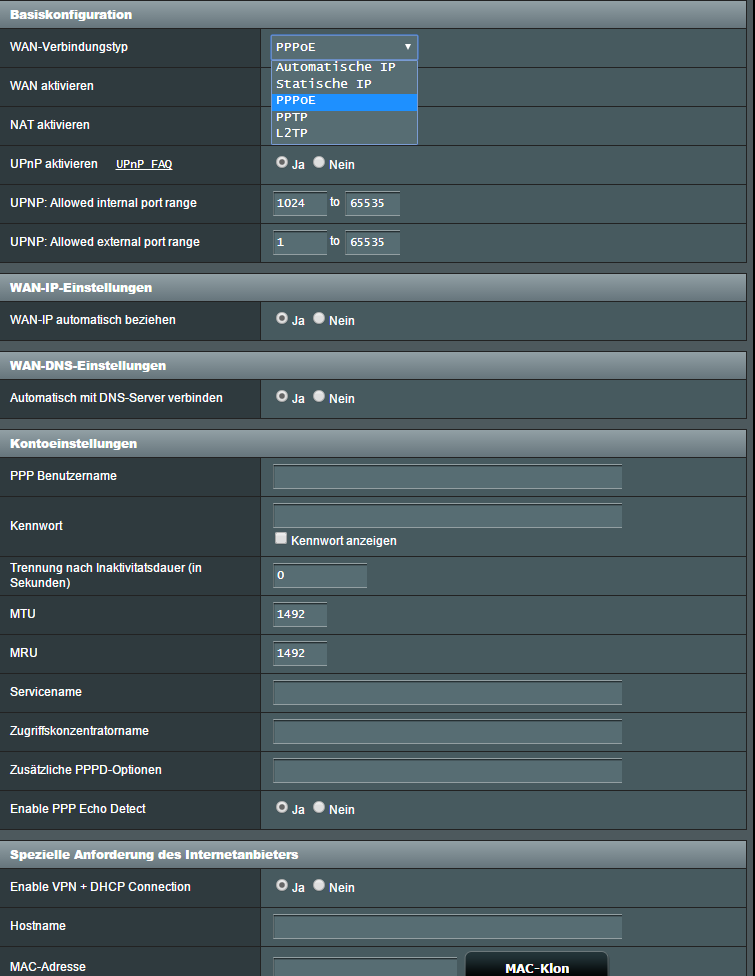 Basiskonfiguration
WAN-Verbindungstyp PPPoE
Automatische IP
WAN aktivieren Statische IP
PPPoE
NAT aktivieren PPTP
L2TP
UPnP aktivieren UPnP FAQ Ja Nein
UPNP: Allowed internal port range 1024 to 65535
UPNP: Allowed external port range 1 to 65535
WAN-IP-Einstellungen
WAN-IP automatisch beziehen Ja Nein
WAN-DNS-Einstellungen
Automatisch mit DNS-Server verbinden Ja Nein
Kontoeinstellungen
PPP Benutzername
Kennwort
Kennwort anzeigen
Trennung nach Inaktivitatsdauer (in
Sekunden) 0
MTU 1492
MRU 1492
Servicename
Zugriffskonzentratorname
Zusätzliche PPPD-Optionen
Enable PPP Echo Detect Ja Nein
Spezielle Anforderung des Internetanbieters
Enable VPN + DHCP Connection Ja Nein
Hostname
MAC-Adresse MAC-Klon